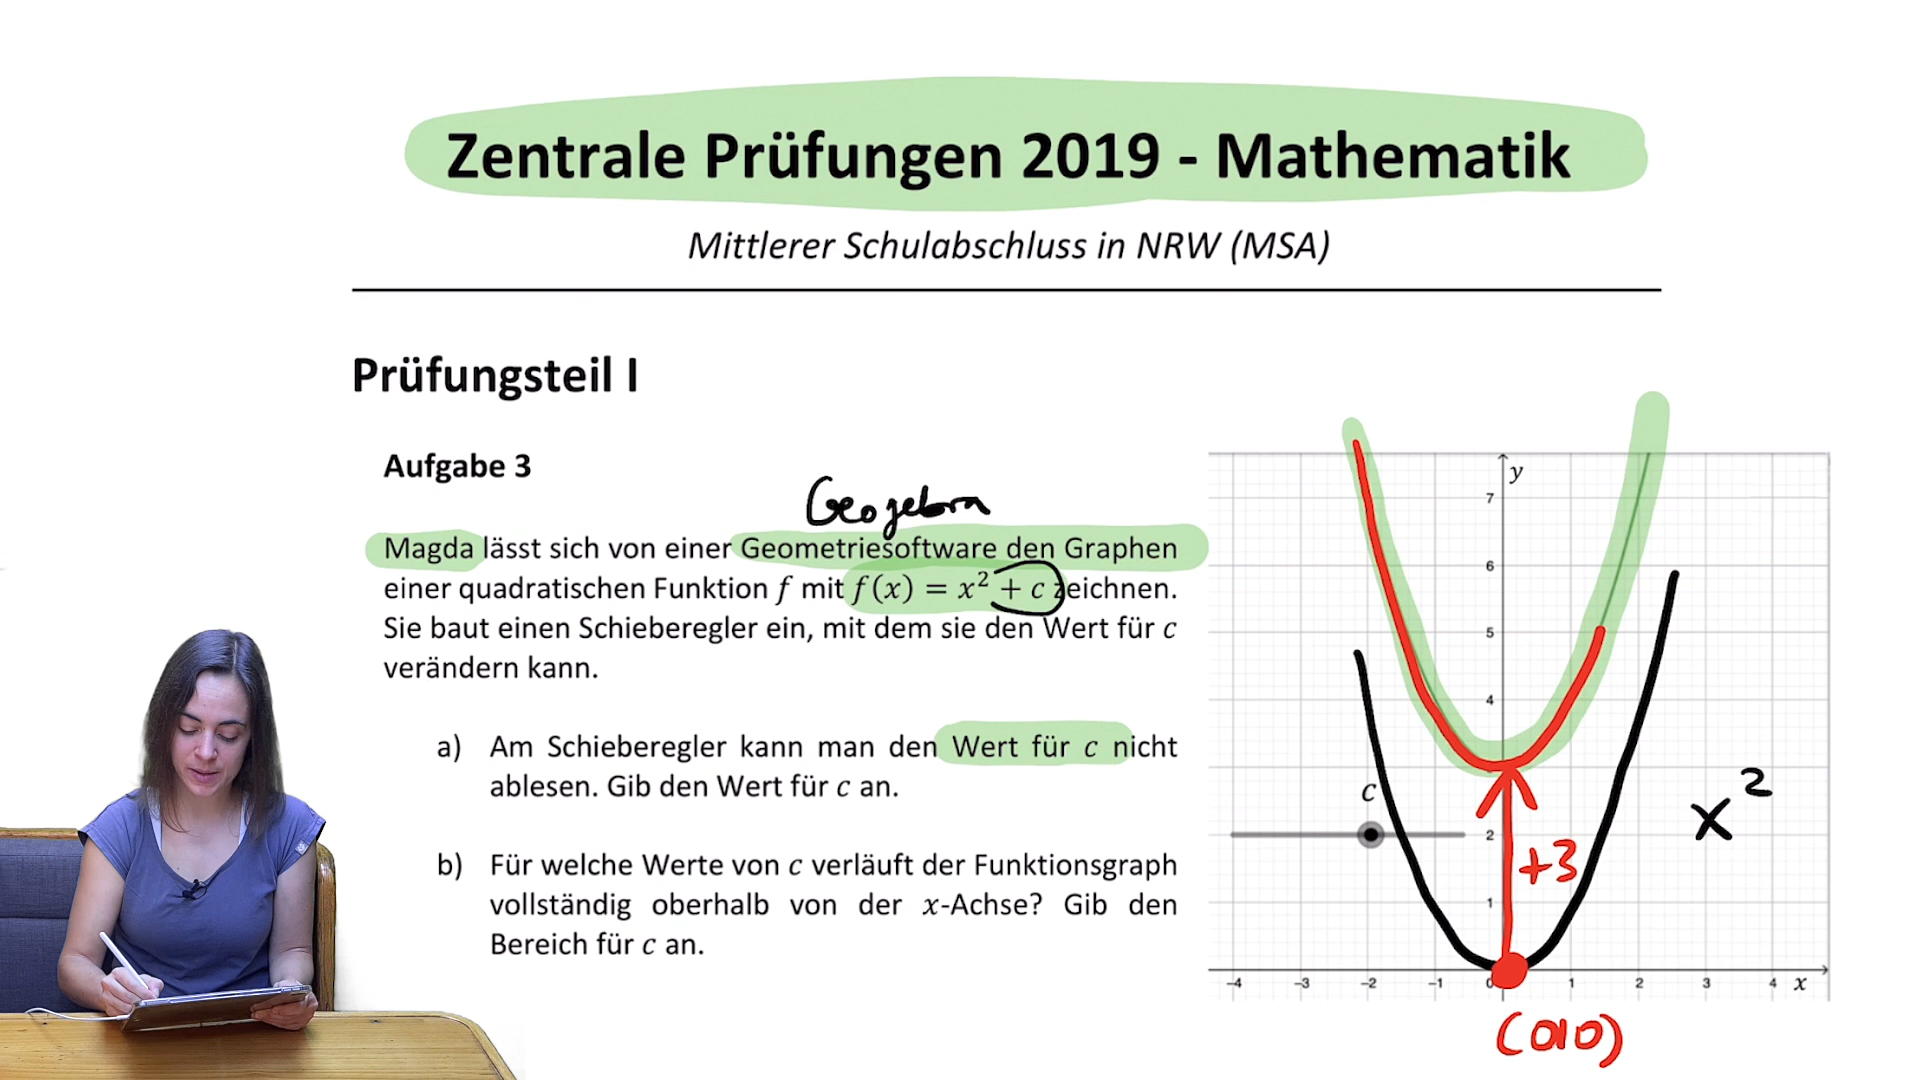 Zentrale Prüfungen 2019 - Mathematik
Mittlerer Schulabschluss in NRW (MSA)
Prüfungsteil I
Aufgabe 3
Geogebra
Magda lässt sich von einer Geometriesoftware den Graphen
einer quadratischen Funktion f mit f(x) = x² + c zeichnen.
Sie baut einen Schieberegler ein, mit dem sie den Wert für c
verändern kann.
a) Am Schieberegler kann man den Wert für c nicht
ablesen. Gib den Wert für c an.
b) Für welche Werte von c verläuft der Funktionsgraph
vollständig oberhalb von der x-Achse? Gib den
Bereich für c an.
y
7
6
5
4
c
x²
2
+3
1
-4 -3 -2 -1 0 1 2 3 4 x
(0|0)